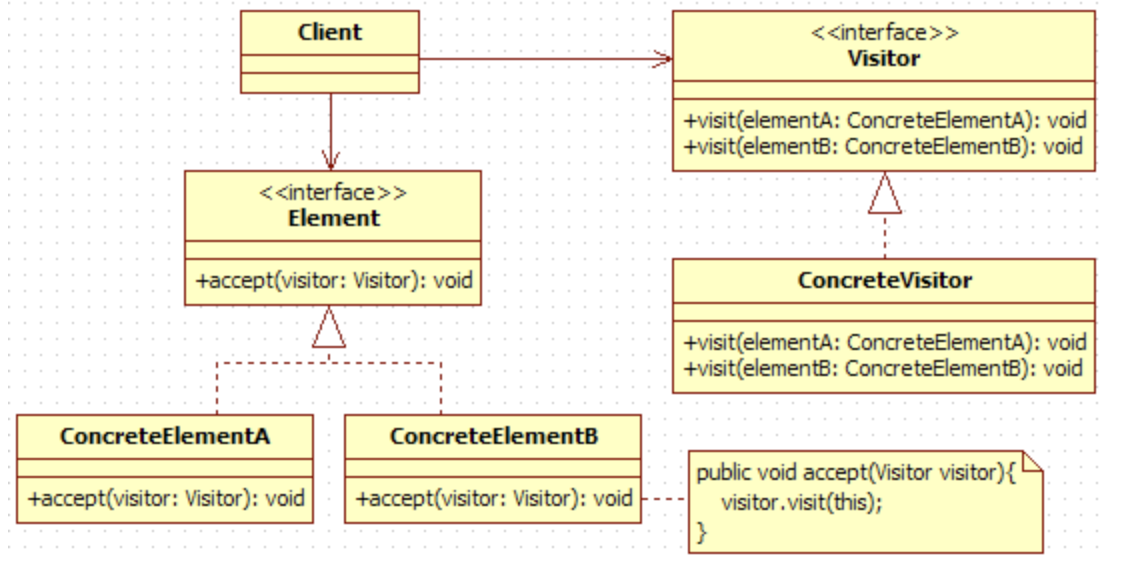 Client
<<interface>>
Visitor
+visit(elementA: ConcreteElementA): void
+visit(elementB: ConcreteElementB): void
<<interface>>
Element
+accept(visitor: Visitor): void
ConcreteVisitor
+visit(elementA: ConcreteElementA): void
+visit(elementB: ConcreteElementB): void
ConcreteElementA
+accept(visitor: Visitor): void
ConcreteElementB
+accept(visitor: Visitor): void
public void accept(Visitor visitor){
visitor.visit(this);
}